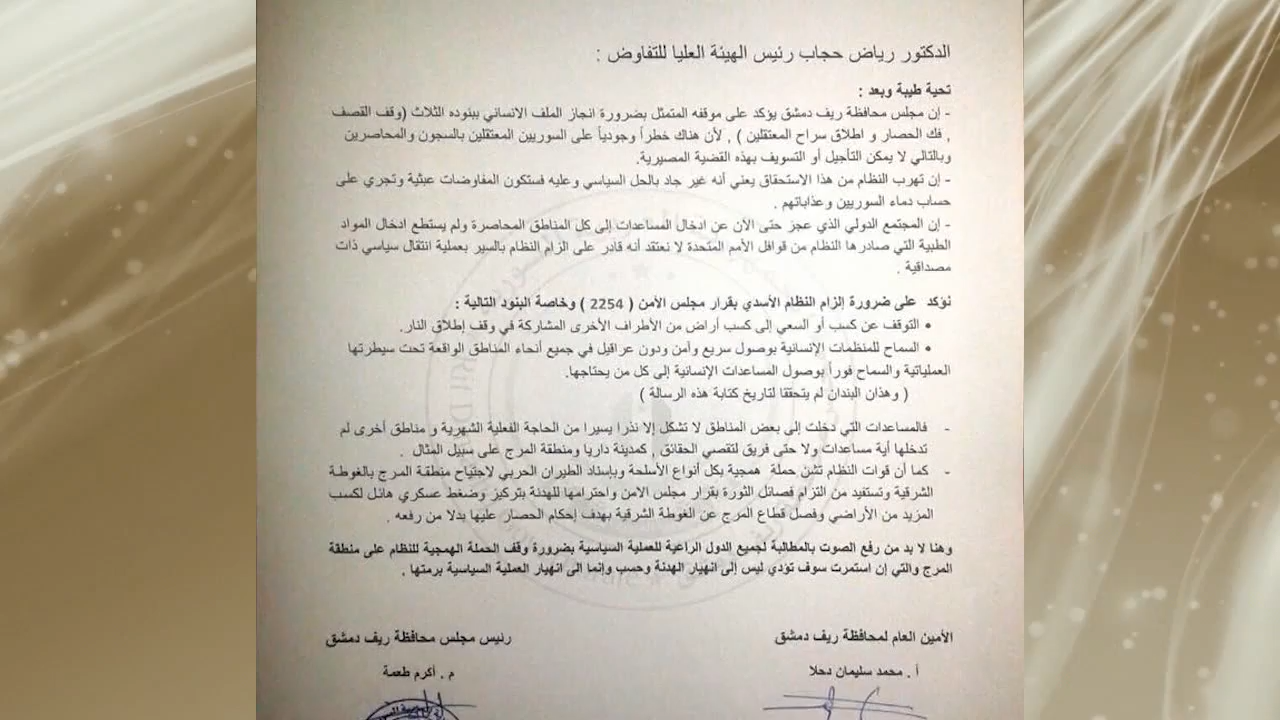 الدكتور رياض حجاب رئيس الهيئة العليا للتفاوض :
تحية طيبة وبعد :
- إن مجلس محافظة ريف دمشق يؤكد على موقفه المتمثل بضرورة انجاز الملف الانساني ببنوده الثلاث (وقف القصف
, فك الحصار و اطلاق سراح المعتقلين ) , لأن هناك خطراً وجودياً على السوريين المعتقلين بالسجون والمحاصرين
وبالتالي لا يمكن التأجيل أو التسويف بهذه القضية المصيرية.
- إن تهرب النظام من هذا الاستحقاق يعني أنه غير جاد بالحل السياسي وعليه فستكون المفاوضات عبثية وتجري على
حساب دماء السوريين وعذاباتهم .
- إن المجتمع الدولي الذي عجز حتى الآن عن ادخال المساعدات إلى كل المناطق المحاصرة ولم يستطع ادخال المواد
الطبية التي صادرها النظام من قوافل الأمم المتحدة لا نعتقد أنه قادر على الزام النظام بالسير بعملية انتقال سياسي ذات
مصداقية .
نؤكد على ضرورة إلزام النظام الأسدي بقرار مجلس الأمن ( 2254 ) وخاصة البنود التالية :
• التوقف عن كسب أو السعي إلى كسب أراض من الأطراف الأخرى المشاركة في وقف إطلاق النار.
• السماح للمنظمات الإنسانية بوصول سريع وآمن ودون عراقيل في جميع أنحاء المناطق الواقعة تحت سيطرتها
العملياتية والسماح فوراً بوصول المساعدات الإنسانية إلى كل من يحتاجها.
( وهذان البندان لم يتحققا لتاريخ كتابة هذه الرسالة )
- فالمساعدات التي دخلت إلى بعض المناطق لا تشكل إلا نذرا يسيرا من الحاجة الفعلية الشهرية و مناطق أخرى لم
تدخلها أية مساعدات ولا حتى فريق لتقصي الحقائق , كمدينة داريا ومنطقة المرج على سبيل المثال .
- كما أن قوات النظام تشن حملة همجية بكل أنواع الأسلحة وبإسناد الطيران الحربي لاجتياح منطقة المرج بالغوطة
الشرقية وتستفيد من التزام فصائل الثورة بقرار مجلس الامن واحترامها للهدنة بتركيز وضغط عسكري هائل لكسب
المزيد من الأراضي وفصل قطاع المرج عن الغوطة الشرقية بهدف إحكام الحصار عليها بدلا من رفعه .
وهنا لا بد من رفع الصوت بالمطالبة لجميع الدول الراعية للعملية السياسية بضرورة وقف الحملة الهمجية للنظام على منطقة
المرج والتي إن استمرت سوف تؤدي ليس إلى انهيار الهدنة وحسب وإنما الى انهيار العملية السياسية برمتها .
الأمين العام لمحافظة ريف دمشق
رئيس مجلس محافظة ريف دمشق
أ . محمد سليمان دحلا
م . أكرم طعمة